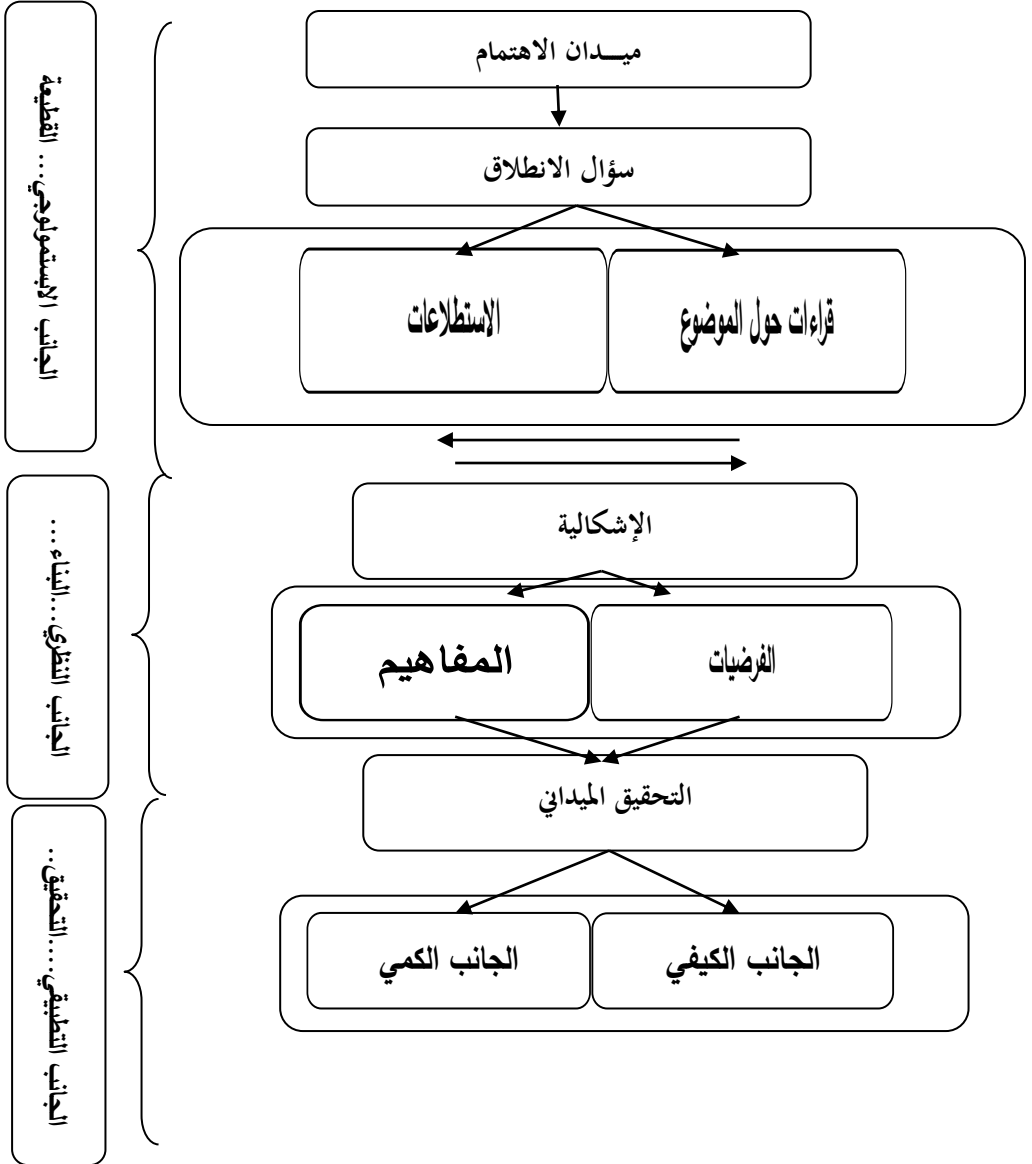 ميـــدان الاهتمام
سؤال الانطلاق
قراءات حول الموضوع
الاستطلاعات
الجانب الابستمولوجي... القطيعة
الإشكالية
الفرضيات
المفاهيم
الجانب النظري...البناء...
التحقيق الميداني
الجانب الكيفي
الجانب الكمي
الجانب التطبيقي....التحقيق..